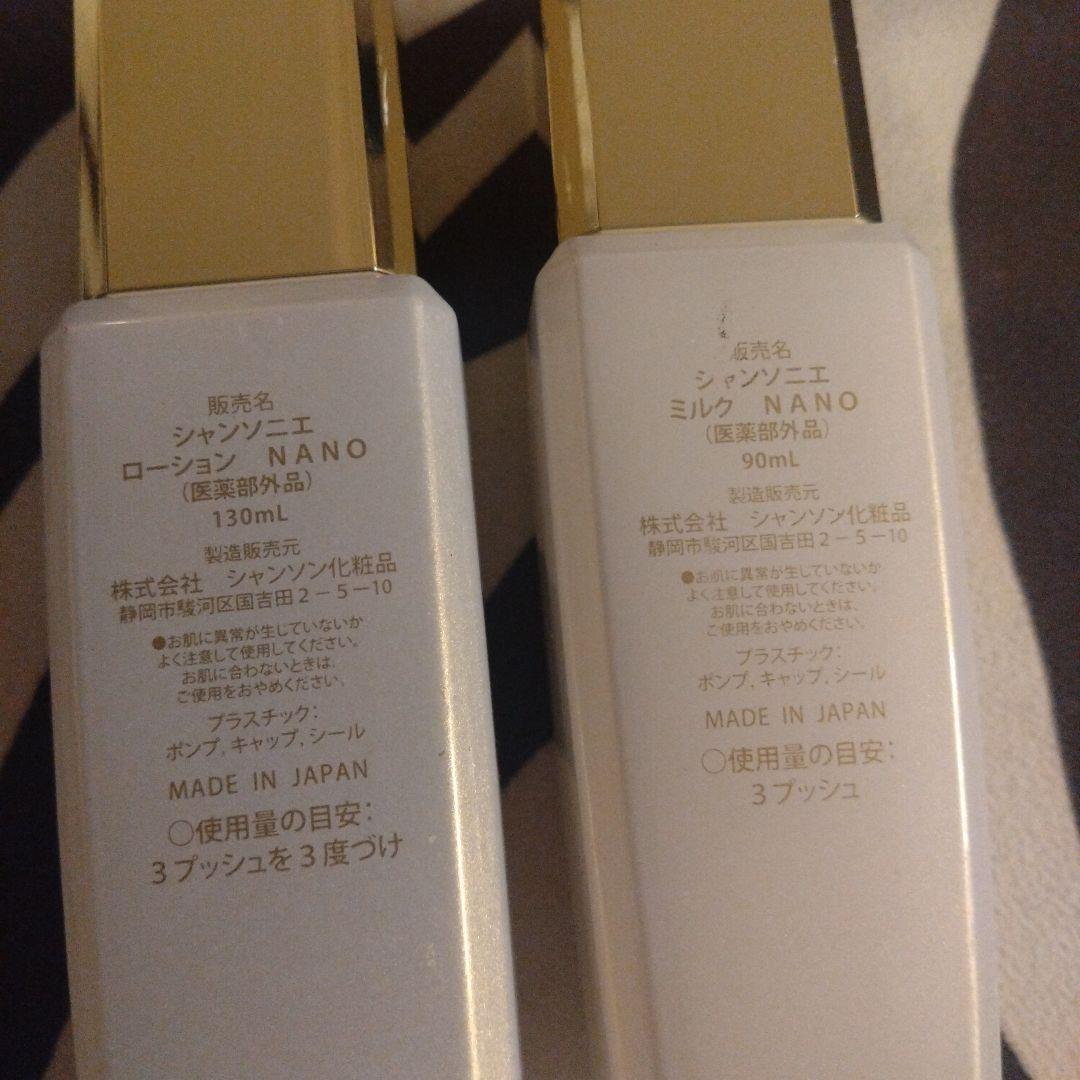 販売名
シャンソニエ
ローション NANO
(医薬部外品)
130mL
製造販売元
株式会社 シャンソン化粧品
静岡市駿河区国吉田2-5-10
●お肌に異常が生じていないか
よく注意して使用してください。
お肌に合わないときは、
ご使用をおやめください。
プラスチック:
ポンプ,キャップ,シール
MADE IN JAPAN
○使用量の目安:
3プッシュを3度づけ
販売名
シャンソニエ
ミルク NANO
(医薬部外品)
90mL
製造販売元
株式会社 シャンソン化粧品
静岡市駿河区国吉田2-5-10
●お肌に異常が生じていないか
よく注意して使用してください。
お肌に合わないときは、
ご使用をおやめください。
プラスチック:
ポンプ,キャップ,シール
MADE IN JAPAN
○使用量の目安:
3プッシュ